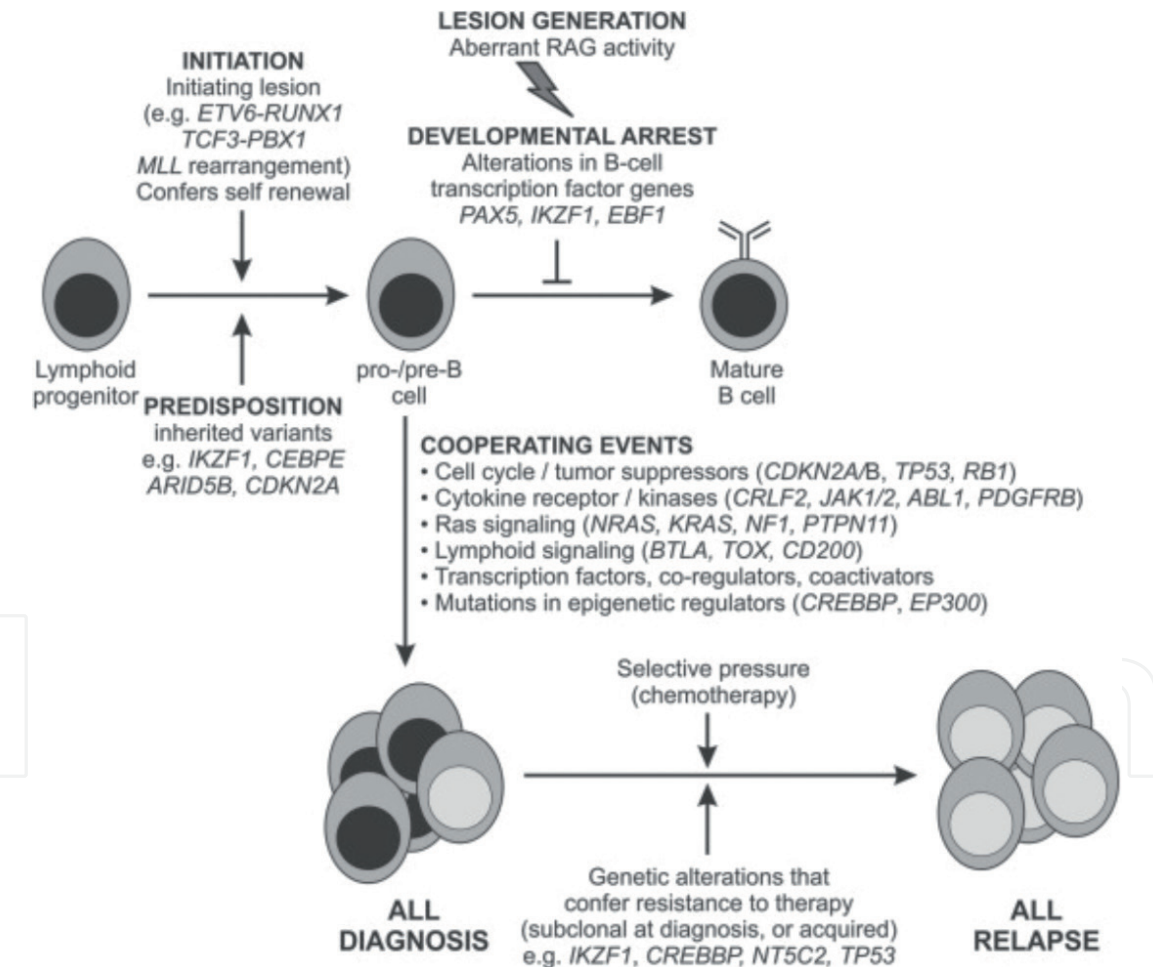 LESION GENERATION
Aberrant RAG activity
INITIATION
Initiating lesion
(e.g. ETV6-RUNX1
TCF3-PBX1
MLL rearrangement)
Confers self renewal
DEVELOPMENTAL ARREST
Alterations in B-cell
transcription factor genes
PAX5, IKZF1, EBF1
Lymphoid
progenitor
pro-/pre-B
cell
Mature
B cell
PREDISPOSITION
inherited variants
e.g. IKZF1, CEBPE
ARID5B, CDKN2A
COOPERATING EVENTS
• Cell cycle / tumor suppressors (CDKN2A/B, TP53, RB1)
• Cytokine receptor / kinases (CRLF2, JAK1/2, ABL1, PDGFRB)
• Ras signaling (NRAS, KRAS, NF1, PTPN11)
• Lymphoid signaling (BTLA, TOX, CD200)
• Transcription factors, co-regulators, coactivators
• Mutations in epigenetic regulators (CREBBP, EP300)
Selective pressure
(chemotherapy)
Genetic alterations that
confer resistance to therapy
(subclonal at diagnosis, or acquired)
e.g. IKZF1, CREBBP, NT5C2, TP53
ALL
DIAGNOSIS
ALL
RELAPSE